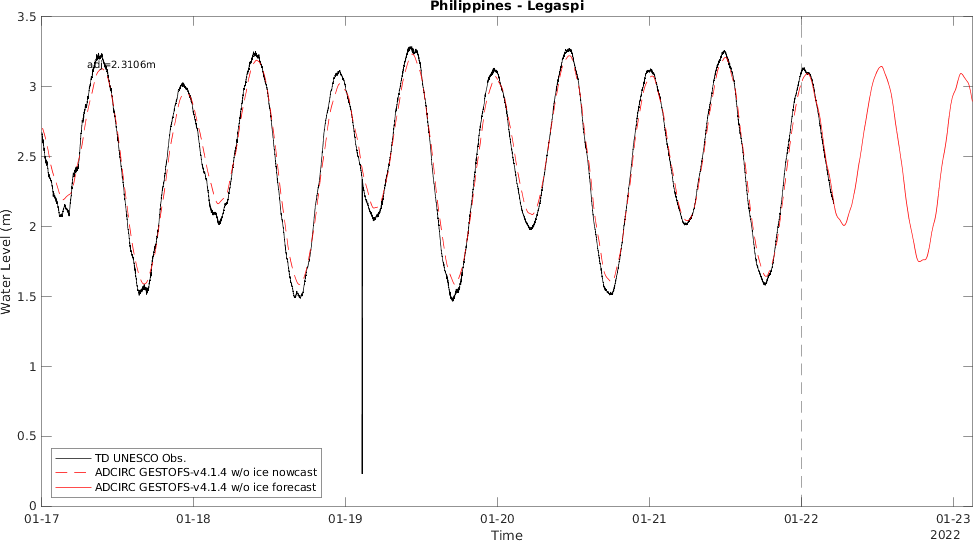 Philippines - Legaspi
3.5
adj=2.3106m
3
2.5
2
1.5
1
0.5
0
Water Level (m)
TD UNESCO Obs.
ADCIRC GESTOFS-v4.1.4 w/o ice nowcast
ADCIRC GESTOFS-v4.1.4 w/o ice forecast
01-17 01-18 01-19 01-20 01-21 01-22 01-23
Time
2022